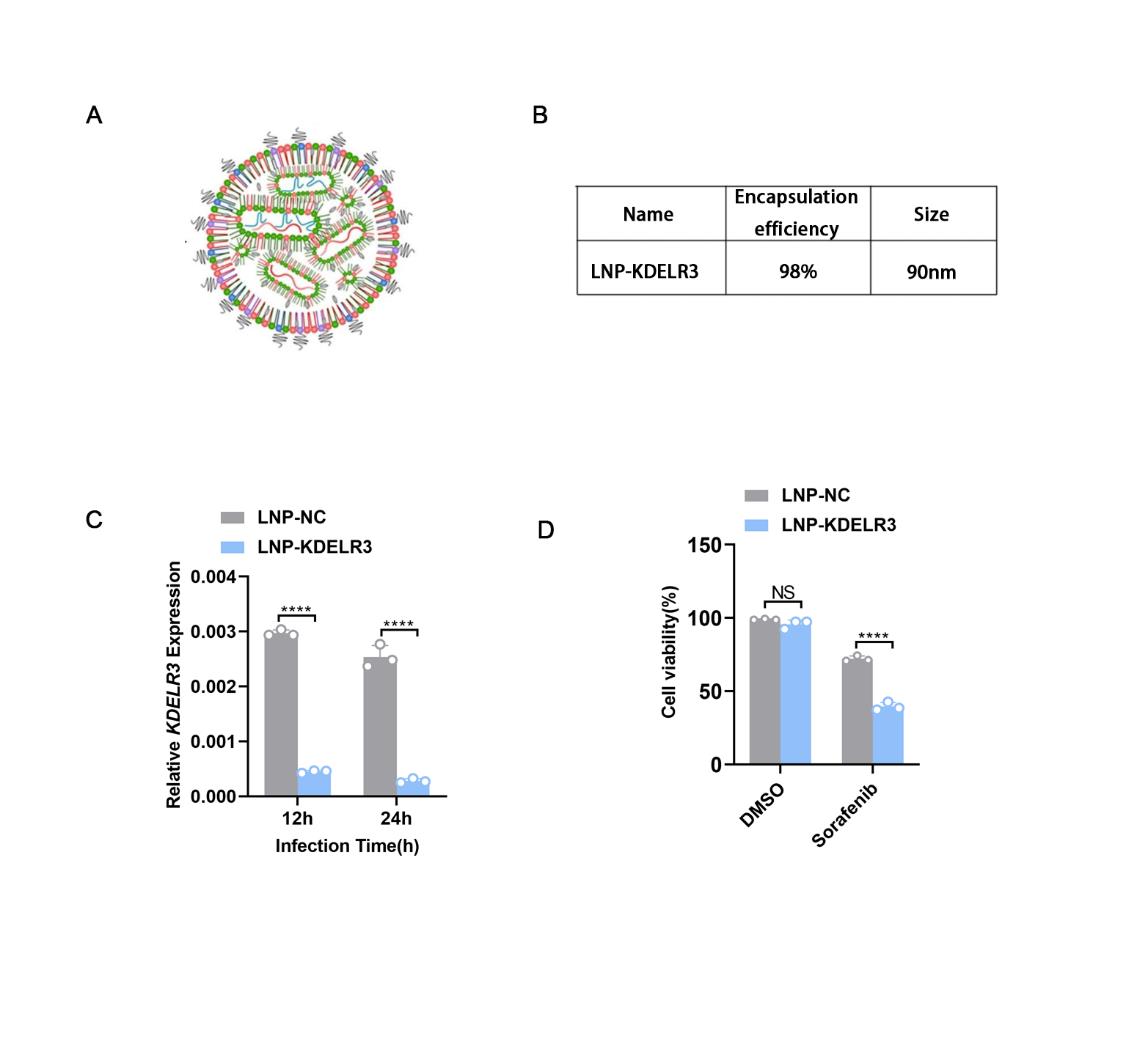 A
B
Name
Encapsulation
efficiency
Size
LNP-KDELR3
98%
90nm
C
LNP-NC
LNP-KDELR3
Relative KDELR3 Expression
0.004
0.003
0.002
0.001
0.000
****
****
12h
24h
Infection Time(h)
D
LNP-NC
LNP-KDELR3
Cell viability(%)
150
100
50
0
NS
****
DMSO
Sorafenib